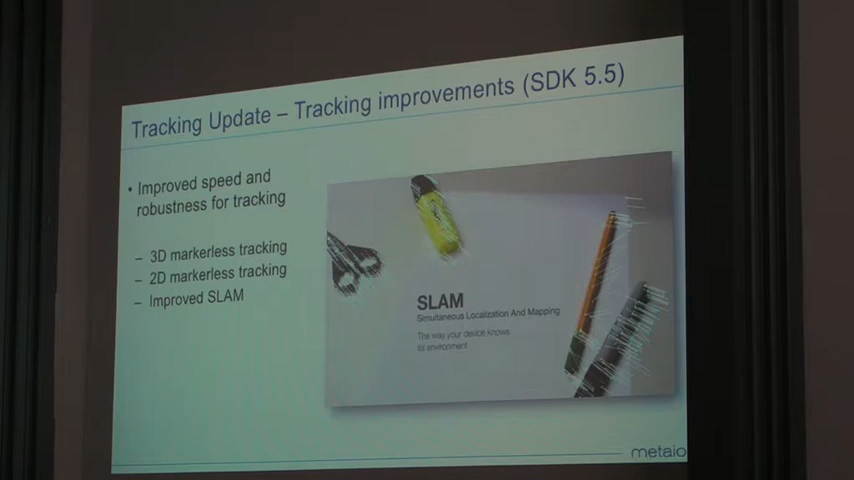 Tracking Update – Tracking improvements (SDK 5.5)
• Improved speed and
robustness for tracking
– 3D markerless tracking
– 2D markerless tracking
– Improved SLAM
SLAM
Simultaneous Localization And Mapping
The way your device knows
its environment
metaio